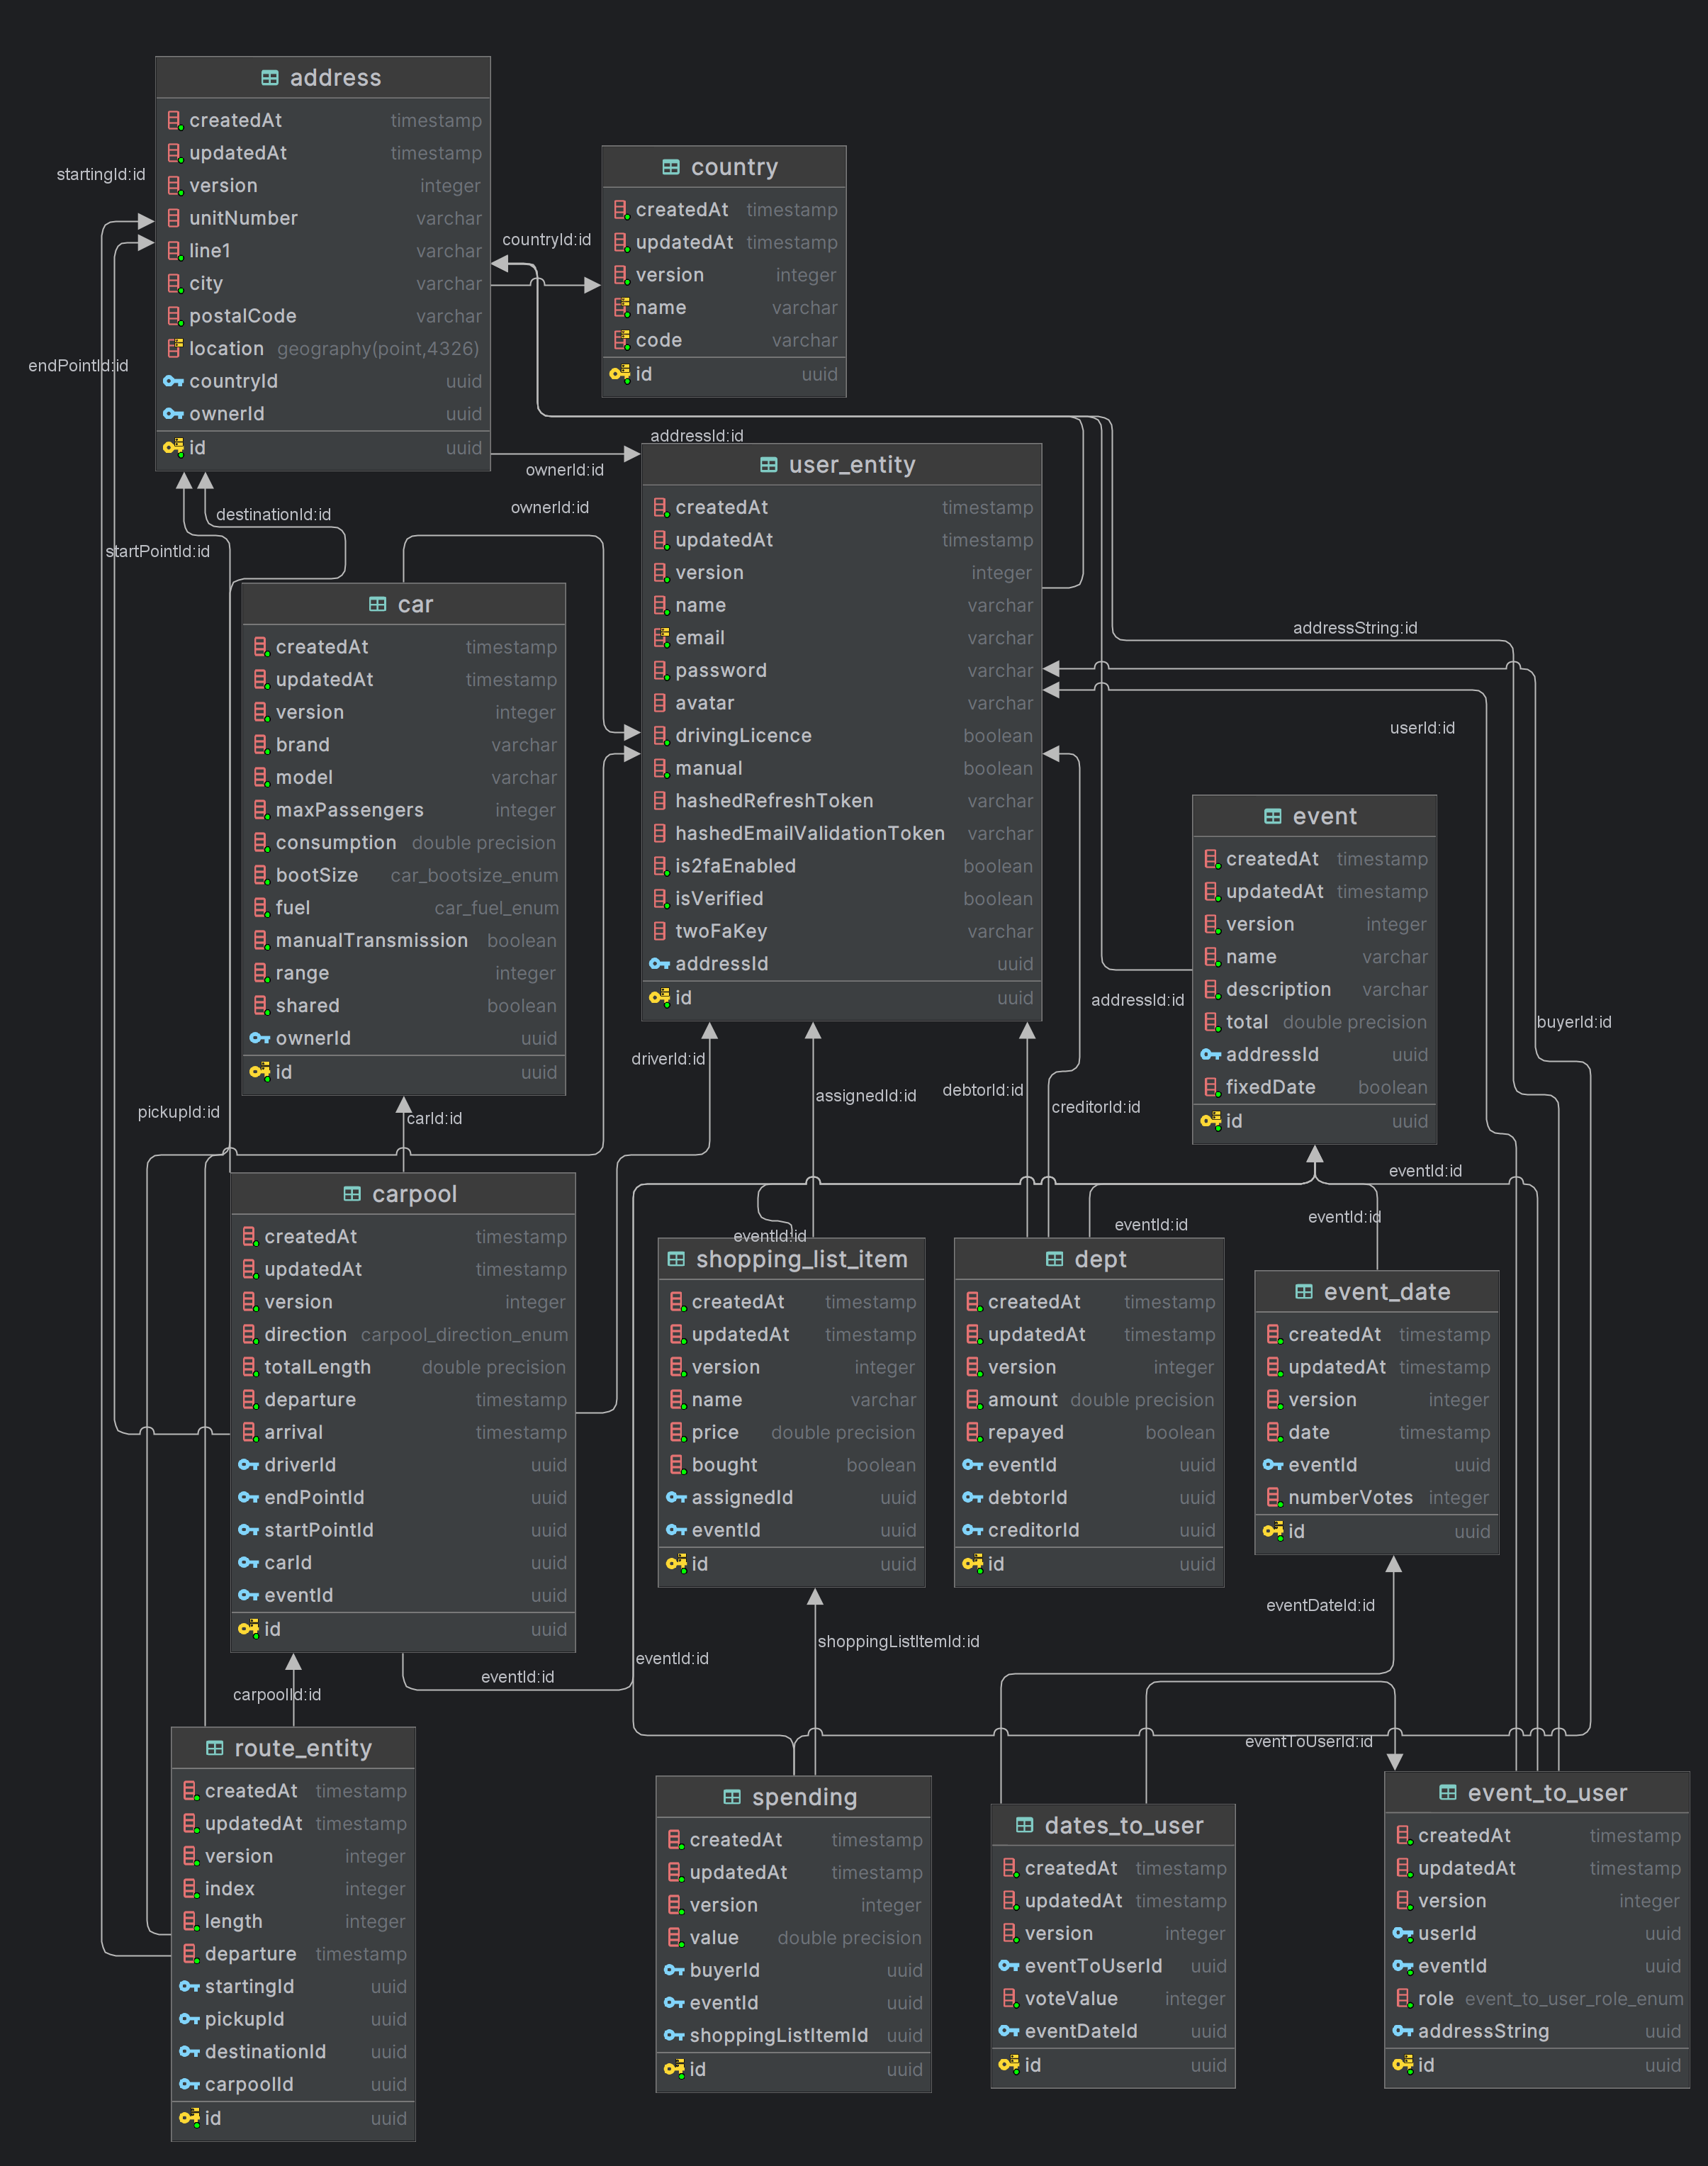 address
createdAt timestamp
updatedAt timestamp
version integer
unitNumber varchar
line1 varchar
city varchar
postalCode varchar
location geography(point,4326)
countryId uuid
ownerId uuid
id uuid
startingId:id
endPointId:id
countryId:id
country
createdAt timestamp
updatedAt timestamp
version integer
name varchar
code varchar
id uuid
addressId:id
ownerId:id
ownerId:id
destinationId:id
startPointId:id
user_entity
createdAt timestamp
updatedAt timestamp
version integer
name varchar
email varchar
password varchar
avatar varchar
drivingLicence boolean
manual boolean
hashedRefreshToken varchar
hashedEmailValidationToken varchar
is2faEnabled boolean
isVerified boolean
twoFaKey varchar
addressId uuid
id uuid
car
createdAt timestamp
updatedAt timestamp
version integer
brand varchar
model varchar
maxPassengers integer
consumption double precision
bootSize car_bootsize_enum
fuel car_fuel_enum
manualTransmission boolean
range integer
shared boolean
ownerId uuid
id uuid
addressString:id
userId:id
event
createdAt timestamp
updatedAt timestamp
version integer
name varchar
description varchar
total double precision
addressId uuid
fixedDate boolean
id uuid
addressId:id
buyerId:id
driverId:id
assignedId:id
debtorId:id
creditorId:id
pickupId:id
carId:id
eventId:id
eventId:id
eventId:id
eventId:id
carpool
createdAt timestamp
updatedAt timestamp
version integer
direction carpool_direction_enum
totalLength double precision
departure timestamp
arrival timestamp
driverId uuid
endPointId uuid
startPointId uuid
carId uuid
eventId uuid
id uuid
shopping_list_item
createdAt timestamp
updatedAt timestamp
version integer
name varchar
price double precision
bought boolean
assignedId uuid
eventId uuid
id uuid
dept
createdAt timestamp
updatedAt timestamp
version integer
amount double precision
repayed boolean
eventId uuid
debtorId uuid
creditorId uuid
id uuid
event_date
createdAt timestamp
updatedAt timestamp
version integer
date timestamp
eventId uuid
numberVotes integer
id uuid
eventDateId:id
shoppingListItemId:id
eventId:id
eventId:id
carpoolId:id
eventToUserId:id
route_entity
createdAt timestamp
updatedAt timestamp
version integer
index integer
length integer
departure timestamp
startingId uuid
pickupId uuid
destinationId uuid
carpoolId uuid
id uuid
spending
createdAt timestamp
updatedAt timestamp
version integer
value double precision
buyerId uuid
eventId uuid
shoppingListItemId uuid
id uuid
dates_to_user
createdAt timestamp
updatedAt timestamp
version integer
eventToUserId uuid
voteValue integer
eventDateId uuid
id uuid
event_to_user
createdAt timestamp
updatedAt timestamp
version integer
userId uuid
eventId uuid
role event_to_user_role_enum
addressString uuid
id uuid